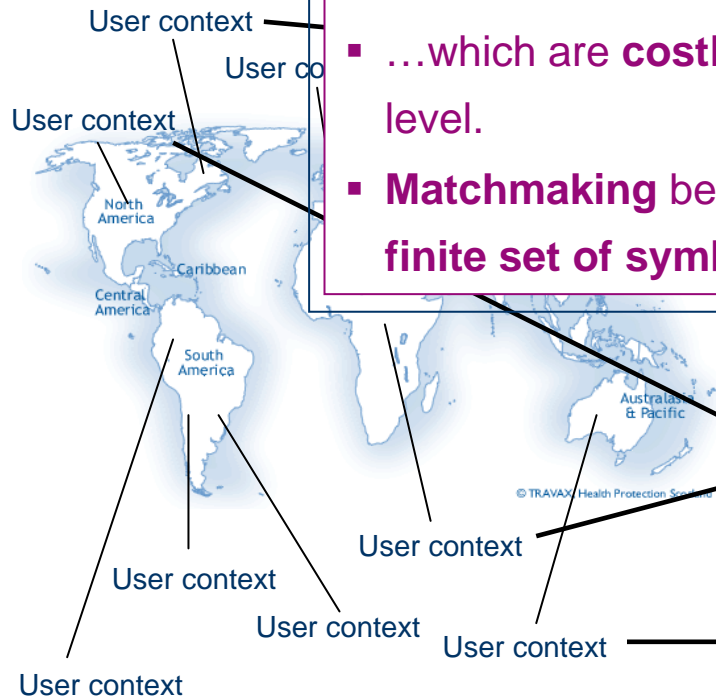 User context
User co
…which are costl
level.
Matchmaking be
finite set of symb
User context
North
America
Caribbean
Central
America
South
America
Australasia
& Pacific
© TRAVAX, Health Protection Scotland
User context
User context
User context
User context
User context